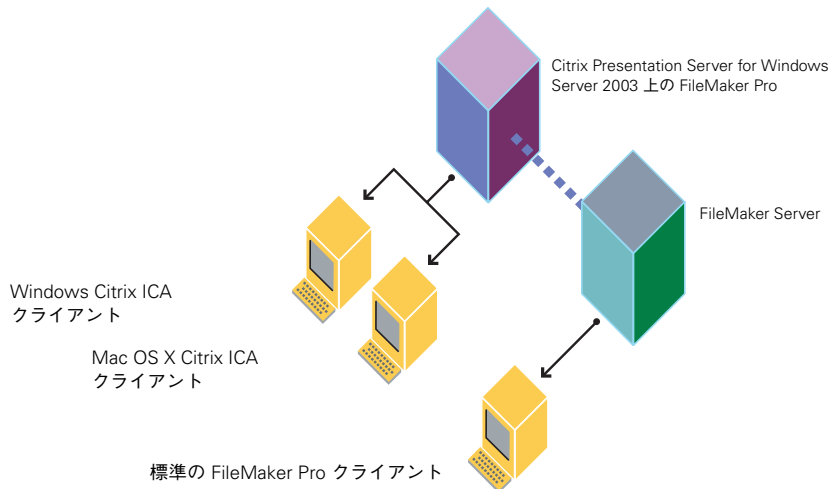 Citrix Presentation Server for Windows
Server 2003 上の FileMaker Pro
FileMaker Server
Windows Citrix ICA
クライアント
Mac OS X Citrix ICA
クライアント
標準の FileMaker Pro クライアント